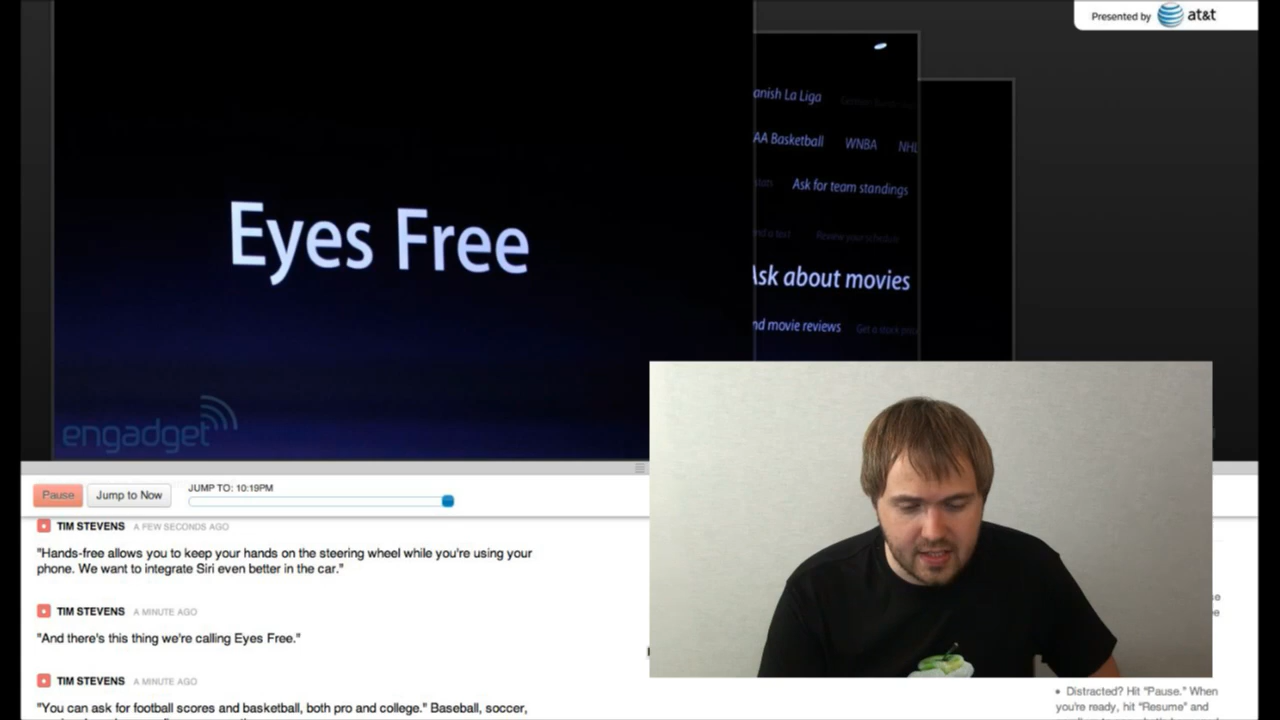 Presented by at&t
anish La Liga
AA Basketball WNBA NHL
Ask for team standings
Review your schedule
Ask about movies
nd movie reviews
Eyes Free
engadget
Pause
Jump to Now
JUMP TO: 10:19PM
TIM STEVENS A FEW SECONDS AGO
"Hands-free allows you to keep your hands on the steering wheel while you're using your
phone. We want to integrate Siri even better in the car."
TIM STEVENS A MINUTE AGO
"And there's this thing we're calling Eyes Free."
TIM STEVENS A MINUTE AGO
"You can ask for football scores and basketball, both pro and college." Baseball, soccer,
• Distracted? Hit "Pause." When
you're ready, hit "Resume" and